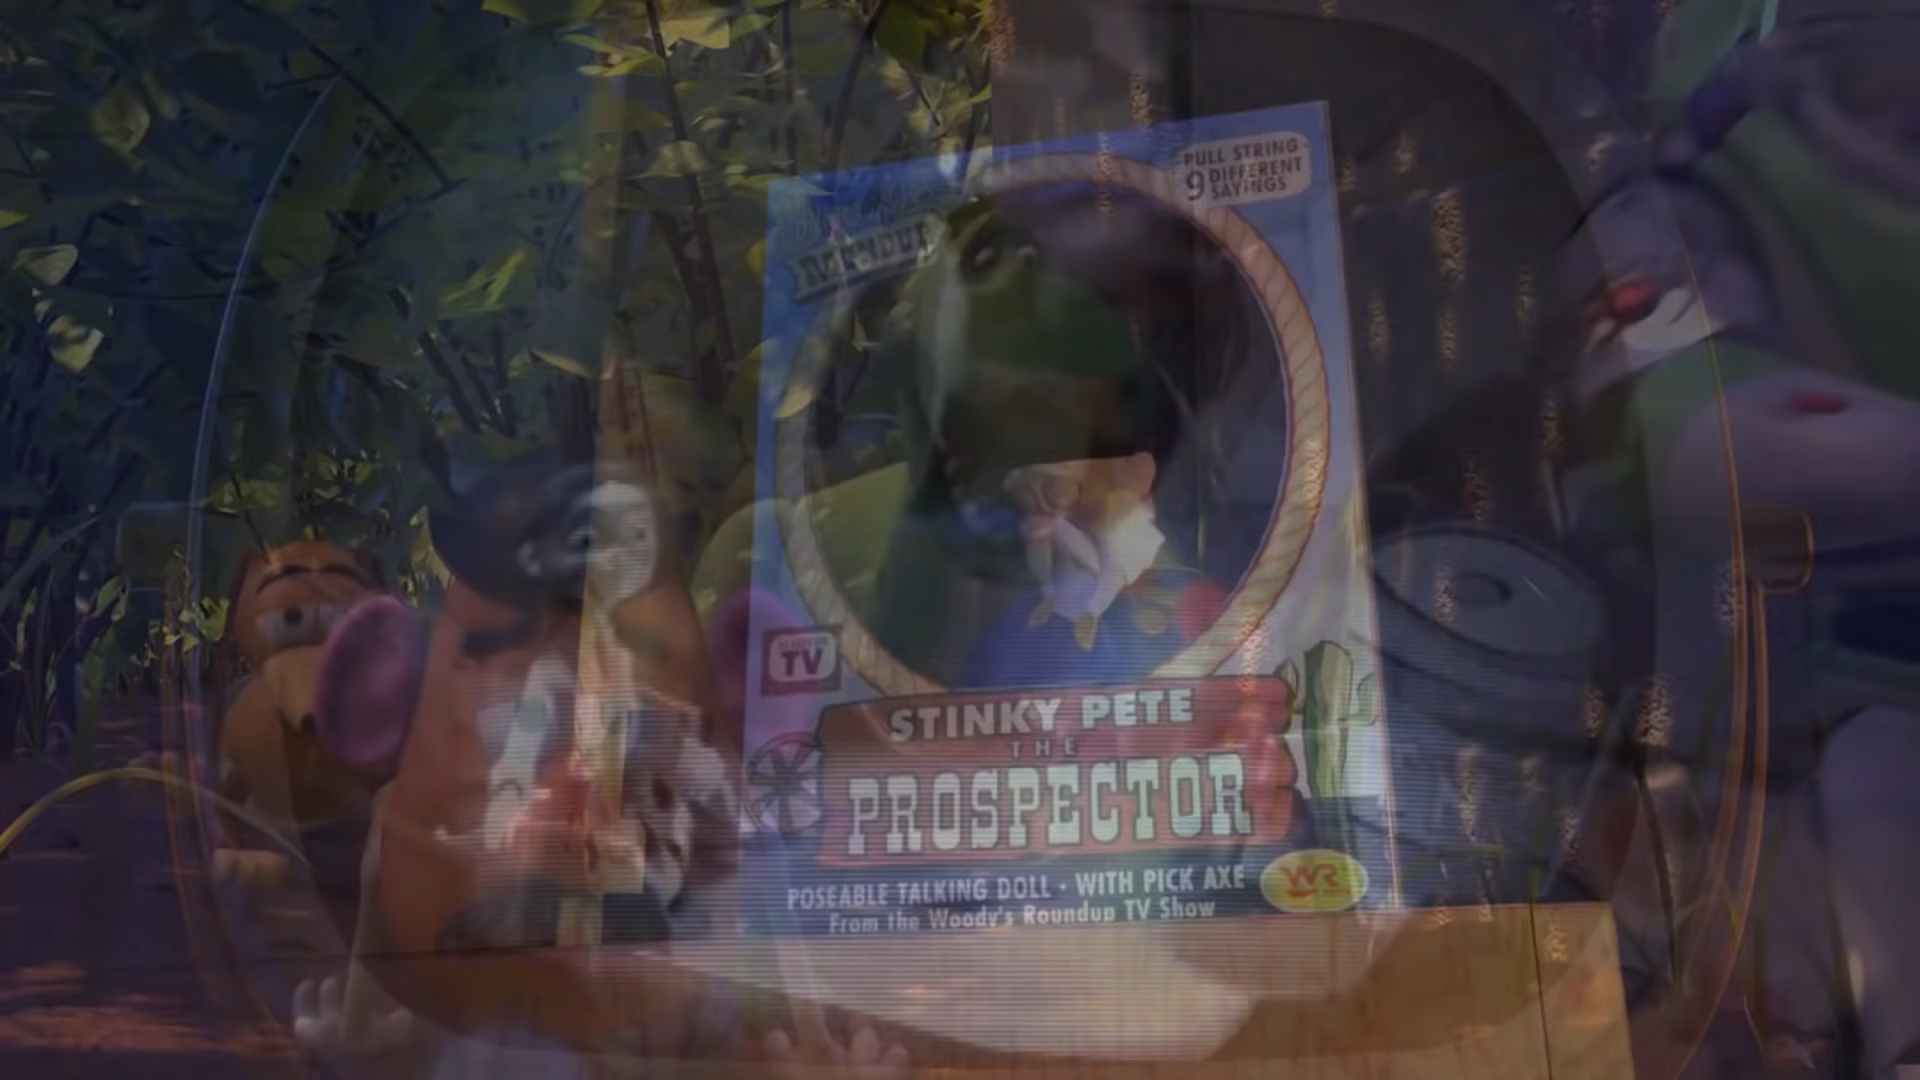 PULL STRING
9 DIFFERENT
SAYINGS
ROUNDUP
TV
STINKY PETE
THE
PROSPECTOR
POSEABLE TALKING DOLL · WITH PICK AXE
WR
From the Woody's Roundup TV Show